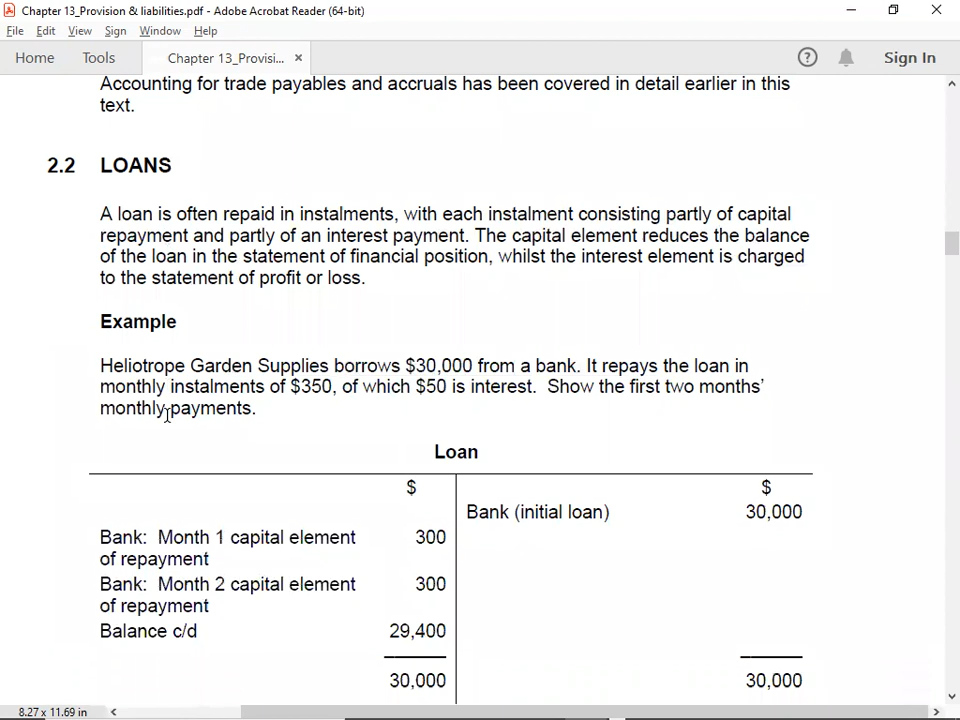 Chapter 13_Provision & liabilities.pdf - Adobe Acrobat Reader (64-bit)
File Edit View Sign Window Help
Home Tools Chapter 13_Provisi... × Sign In
Accounting for trade payables and accruals has been covered in detail earlier in this
text.
2.2 LOANS
A loan is often repaid in instalments, with each instalment consisting partly of capital
repayment and partly of an interest payment. The capital element reduces the balance
of the loan in the statement of financial position, whilst the interest element is charged
to the statement of profit or loss.
Example
Heliotrope Garden Supplies borrows $30,000 from a bank. It repays the loan in
monthly instalments of $350, of which $50 is interest. Show the first two months'
monthly payments.
Loan
$ $
Bank (initial loan) 30,000
Bank: Month 1 capital element 300
of repayment
Bank: Month 2 capital element 300
of repayment
Balance c/d 29,400
30,000 30,000
8.27 x 11.69 in